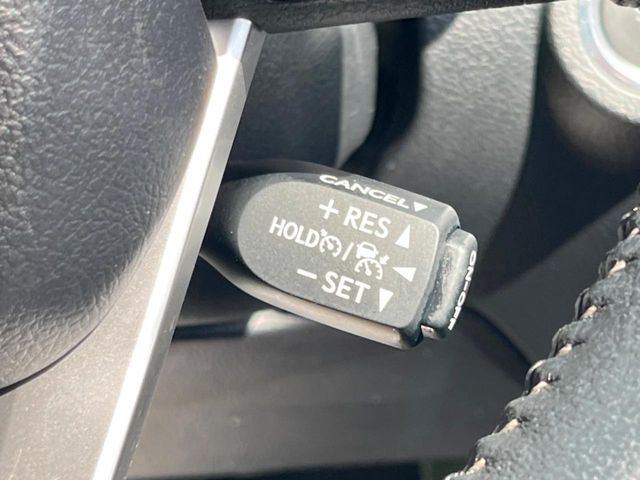 CANCEL▼
+ RES ▲
HOLD / ◀
− SET ▼
ON·OFF